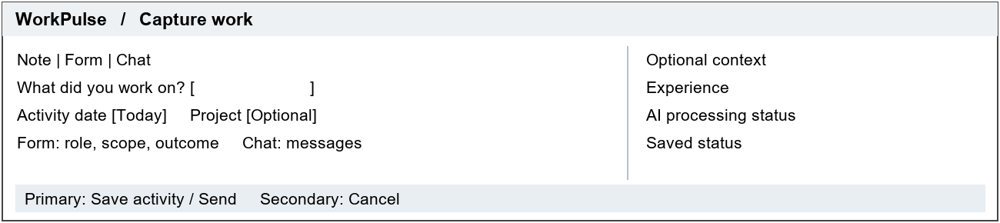 WorkPulse / Capture work
Note | Form | Chat
What did you work on? [ ]
Activity date [Today] Project [Optional]
Form: role, scope, outcome Chat: messages
Optional context
Experience
AI processing status
Saved status
Primary: Save activity / Send Secondary: Cancel